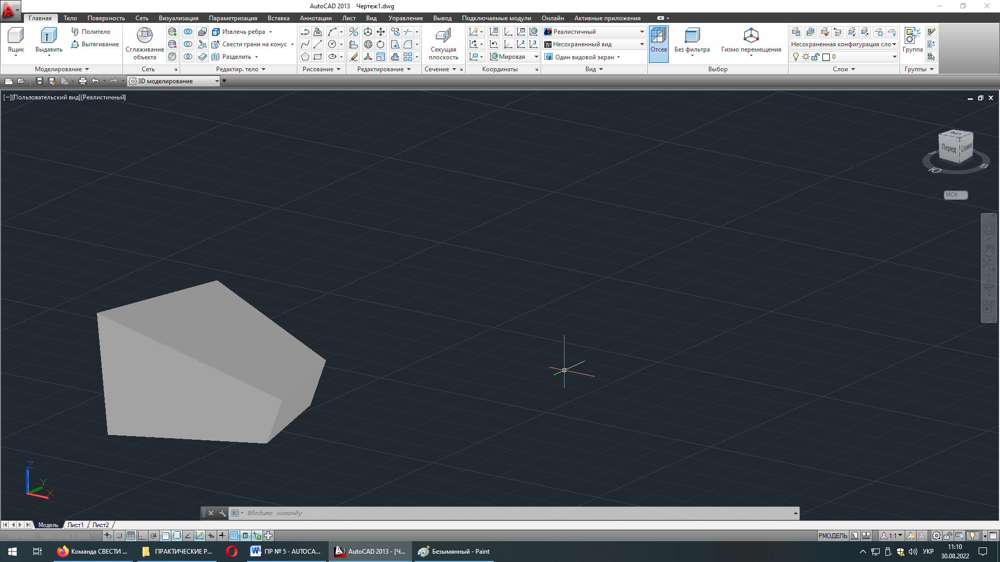 AutoCAD 2013 Чертеж1.dwg
Главная Тело Поверхность Сеть Визуализация Параметризация Вставка Аннотации Лист Вид Управление Вывод Подключаемые модули Онлайн Активные приложения
Ящик
Выдавить
Политело
Вытягивание
Сглаживание объекта
Извлечь ребра
Свести грани на конус
Разделить
Секущая плоскость
Мировая
Реалистичный
Несохраненный вид
Один видовой экран
Отсев
Без фильтра
Гизмо перемещения
Несохраненная конфигурация сло
0
Группа
Моделирование Сеть Редактир. тело Рисование Редактирование Сечение Координаты Вид Выбор Слои Группы
3D моделирование
[−][Пользовательский вид][Реалистичный]
Перед Справа
Ю В
МСК
Z
Y
X
Введите команду
Модель Лист1 Лист2
-9194.6630, 19843.0098, 0.0000
РМОДЕЛЬ 1:1
Команда СВЕСТИ ...
ПРАКТИЧЕСКИЕ Р...
ПР № 5 - AUTOCA...
AutoCAD 2013 - [Ч...
Безымянный - Paint
УКР
11:10
30.08.2022